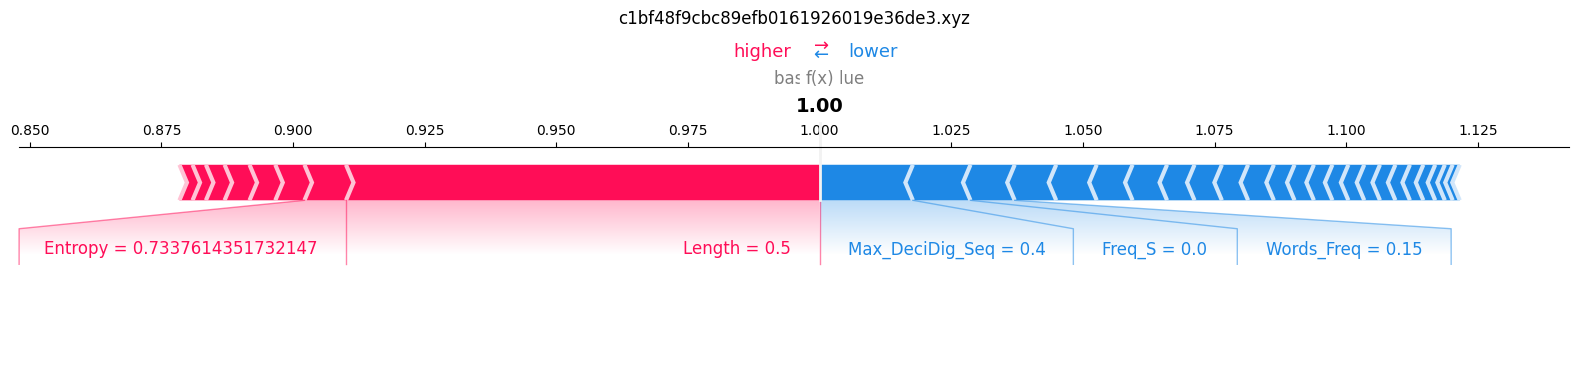 c1bf48f9cbc89efb0161926019e36de3.xyz
higher ⇄ lower
bas f(x) lue
1.00
0.850 0.875 0.900 0.925 0.950 0.975 1.000 1.025 1.050 1.075 1.100 1.125
Entropy = 0.7337614351732147 Length = 0.5 Max_DeciDig_Seq = 0.4 Freq_S = 0.0 Words_Freq = 0.15